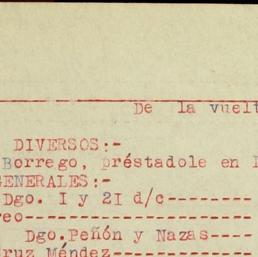 De la vuelt
DIVERSOS:-
Borrego, préstadole en
GENERALES:-
Dgo. I y 2I d/c--------
reo-----------------------
Dgo.Peñón y Nazas----
ruz Méndez--------------